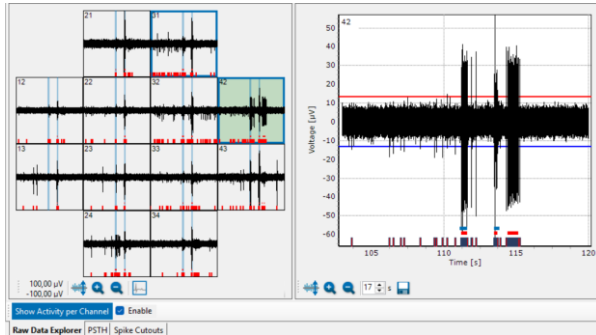 21 31
12 22 32 42
13 23 33 43
24 34
100,00 µV
-100,00 µV
42
50
40
30
20
10
0
-10
-20
-30
-40
-50
-60
Voltage [µV]
105 110 115 120
Time [s]
17 s
Show Activity per Channel Enable
Raw Data Explorer PSTH Spike Cutouts